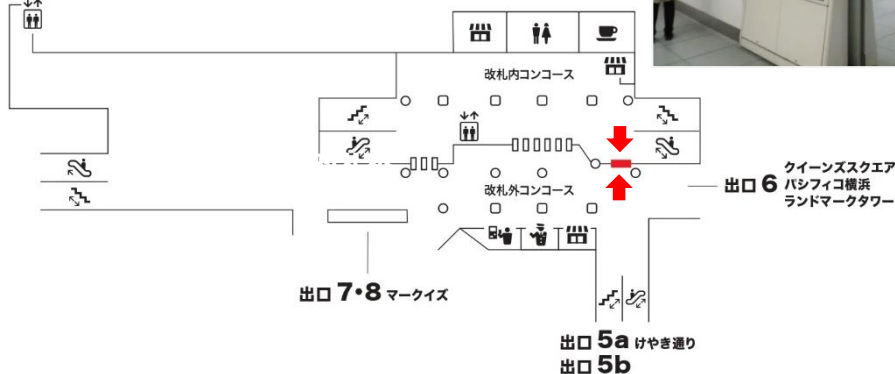 改札内コンコース
改札外コンコース
出口 6 クイーンズスクエア
パシフィコ横浜
ランドマークタワー
出口 7・8 マークイズ
出口 5a けやき通り
出口 5b